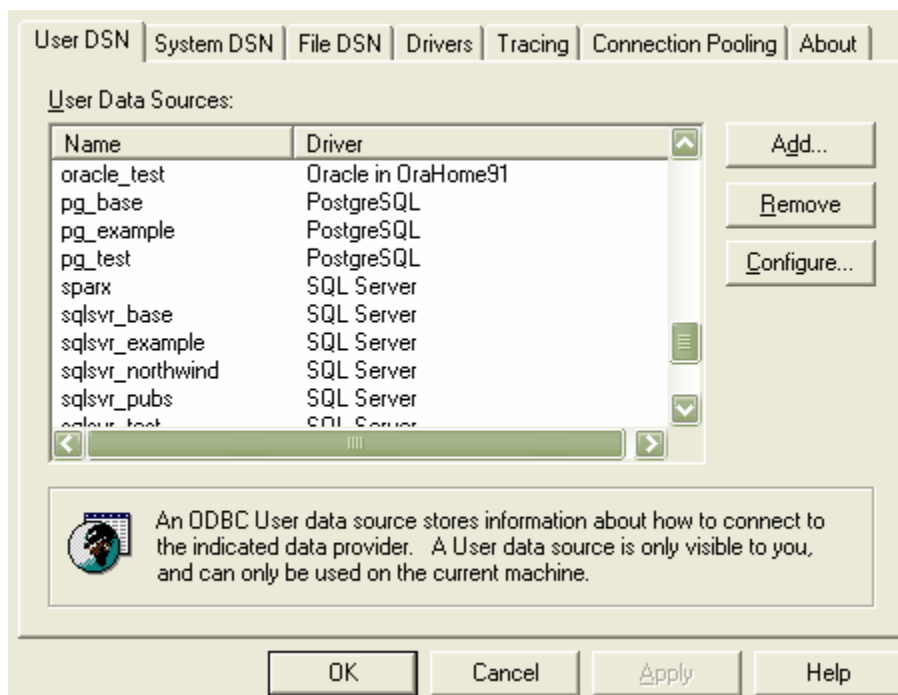 User DSN System DSN File DSN Drivers Tracing Connection Pooling About
User Data Sources:
Name Driver
oracle_test Oracle in OraHome91
pg_base PostgreSQL
pg_example PostgreSQL
pg_test PostgreSQL
sparx SQL Server
sqlsvr_base SQL Server
sqlsvr_example SQL Server
sqlsvr_northwind SQL Server
sqlsvr_pubs SQL Server
sqlsvr_test SQL Server
Add...
Remove
Configure...
An ODBC User data source stores information about how to connect to
the indicated data provider. A User data source is only visible to you,
and can only be used on the current machine.
OK Cancel Apply Help